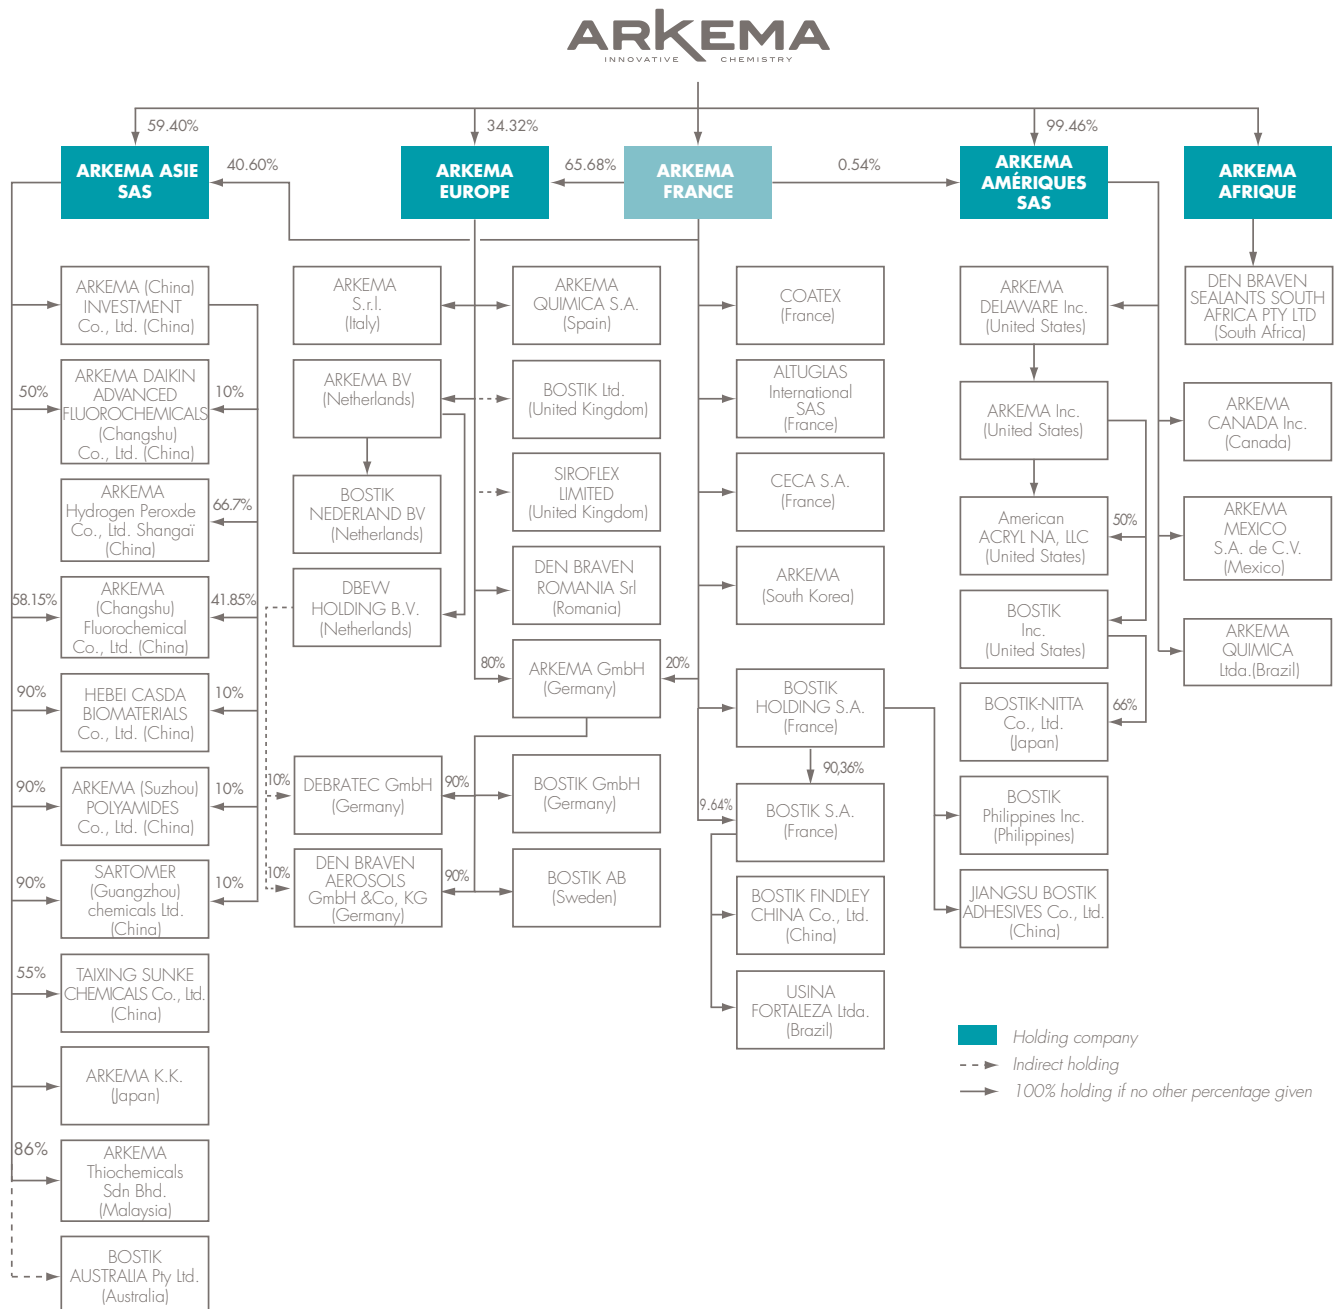 ARKEMA
INNOVATIVE CHEMISTRY
59.40%
34.32%
99.46%
ARKEMA ASIE
SAS
40.60%
ARKEMA
EUROPE
65.68%
ARKEMA
FRANCE
0.54%
ARKEMA
AMÉRIQUES
SAS
ARKEMA
AFRIQUE
ARKEMA (China)
INVESTMENT
Co., Ltd. (China)
50%
ARKEMA DAIKIN
ADVANCED
FLUOROCHEMICALS
(Changshu)
Co., Ltd. (China)
10%
ARKEMA
Hydrogen Peroxde
Co., Ltd. Shangaï
(China)
66.7%
58.15%
ARKEMA
(Changshu)
Fluorochemical
Co., Ltd. (China)
41.85%
90%
HEBEI CASDA
BIOMATERIALS
Co., Ltd. (China)
10%
90%
ARKEMA (Suzhou)
POLYAMIDES
Co., Ltd. (China)
10%
90%
SARTOMER
(Guangzhou)
chemicals Ltd.
(China)
10%
55%
TAIXING SUNKE
CHEMICALS Co., Ltd.
(China)
ARKEMA K.K.
(Japan)
86%
ARKEMA
Thiochemicals
Sdn Bhd.
(Malaysia)
BOSTIK
AUSTRALIA Pty Ltd.
(Australia)
ARKEMA
S.r.l.
(Italy)
ARKEMA BV
(Netherlands)
BOSTIK
NEDERLAND BV
(Netherlands)
DBEW
HOLDING B.V.
(Netherlands)
10%
DEBRATEC GmbH
(Germany)
90%
10%
DEN BRAVEN
AEROSOLS
GmbH &Co, KG
(Germany)
90%
ARKEMA
QUIMICA S.A.
(Spain)
BOSTIK Ltd.
(United Kingdom)
SIROFLEX
LIMITED
(United Kingdom)
DEN BRAVEN
ROMANIA Srl
(Romania)
80%
ARKEMA GmbH
(Germany)
20%
BOSTIK GmbH
(Germany)
BOSTIK AB
(Sweden)
COATEX
(France)
ALTUGLAS
International
SAS
(France)
CECA S.A.
(France)
ARKEMA
(South Korea)
BOSTIK
HOLDING S.A.
(France)
90,36%
9.64%
BOSTIK S.A.
(France)
BOSTIK FINDLEY
CHINA Co., Ltd.
(China)
USINA
FORTALEZA Ltda.
(Brazil)
ARKEMA
DELAWARE Inc.
(United States)
ARKEMA Inc.
(United States)
American
ACRYL NA, LLC
(United States)
50%
BOSTIK
Inc.
(United States)
BOSTIK-NITTA
Co., Ltd.
(Japan)
66%
BOSTIK
Philippines Inc.
(Philippines)
JIANGSU BOSTIK
ADHESIVES Co., Ltd.
(China)
DEN BRAVEN
SEALANTS SOUTH
AFRICA PTY LTD
(South Africa)
ARKEMA
CANADA Inc.
(Canada)
ARKEMA
MEXICO
S.A. de C.V.
(Mexico)
ARKEMA
QUIMICA
Ltda.(Brazil)
Holding company
Indirect holding
100% holding if no other percentage given